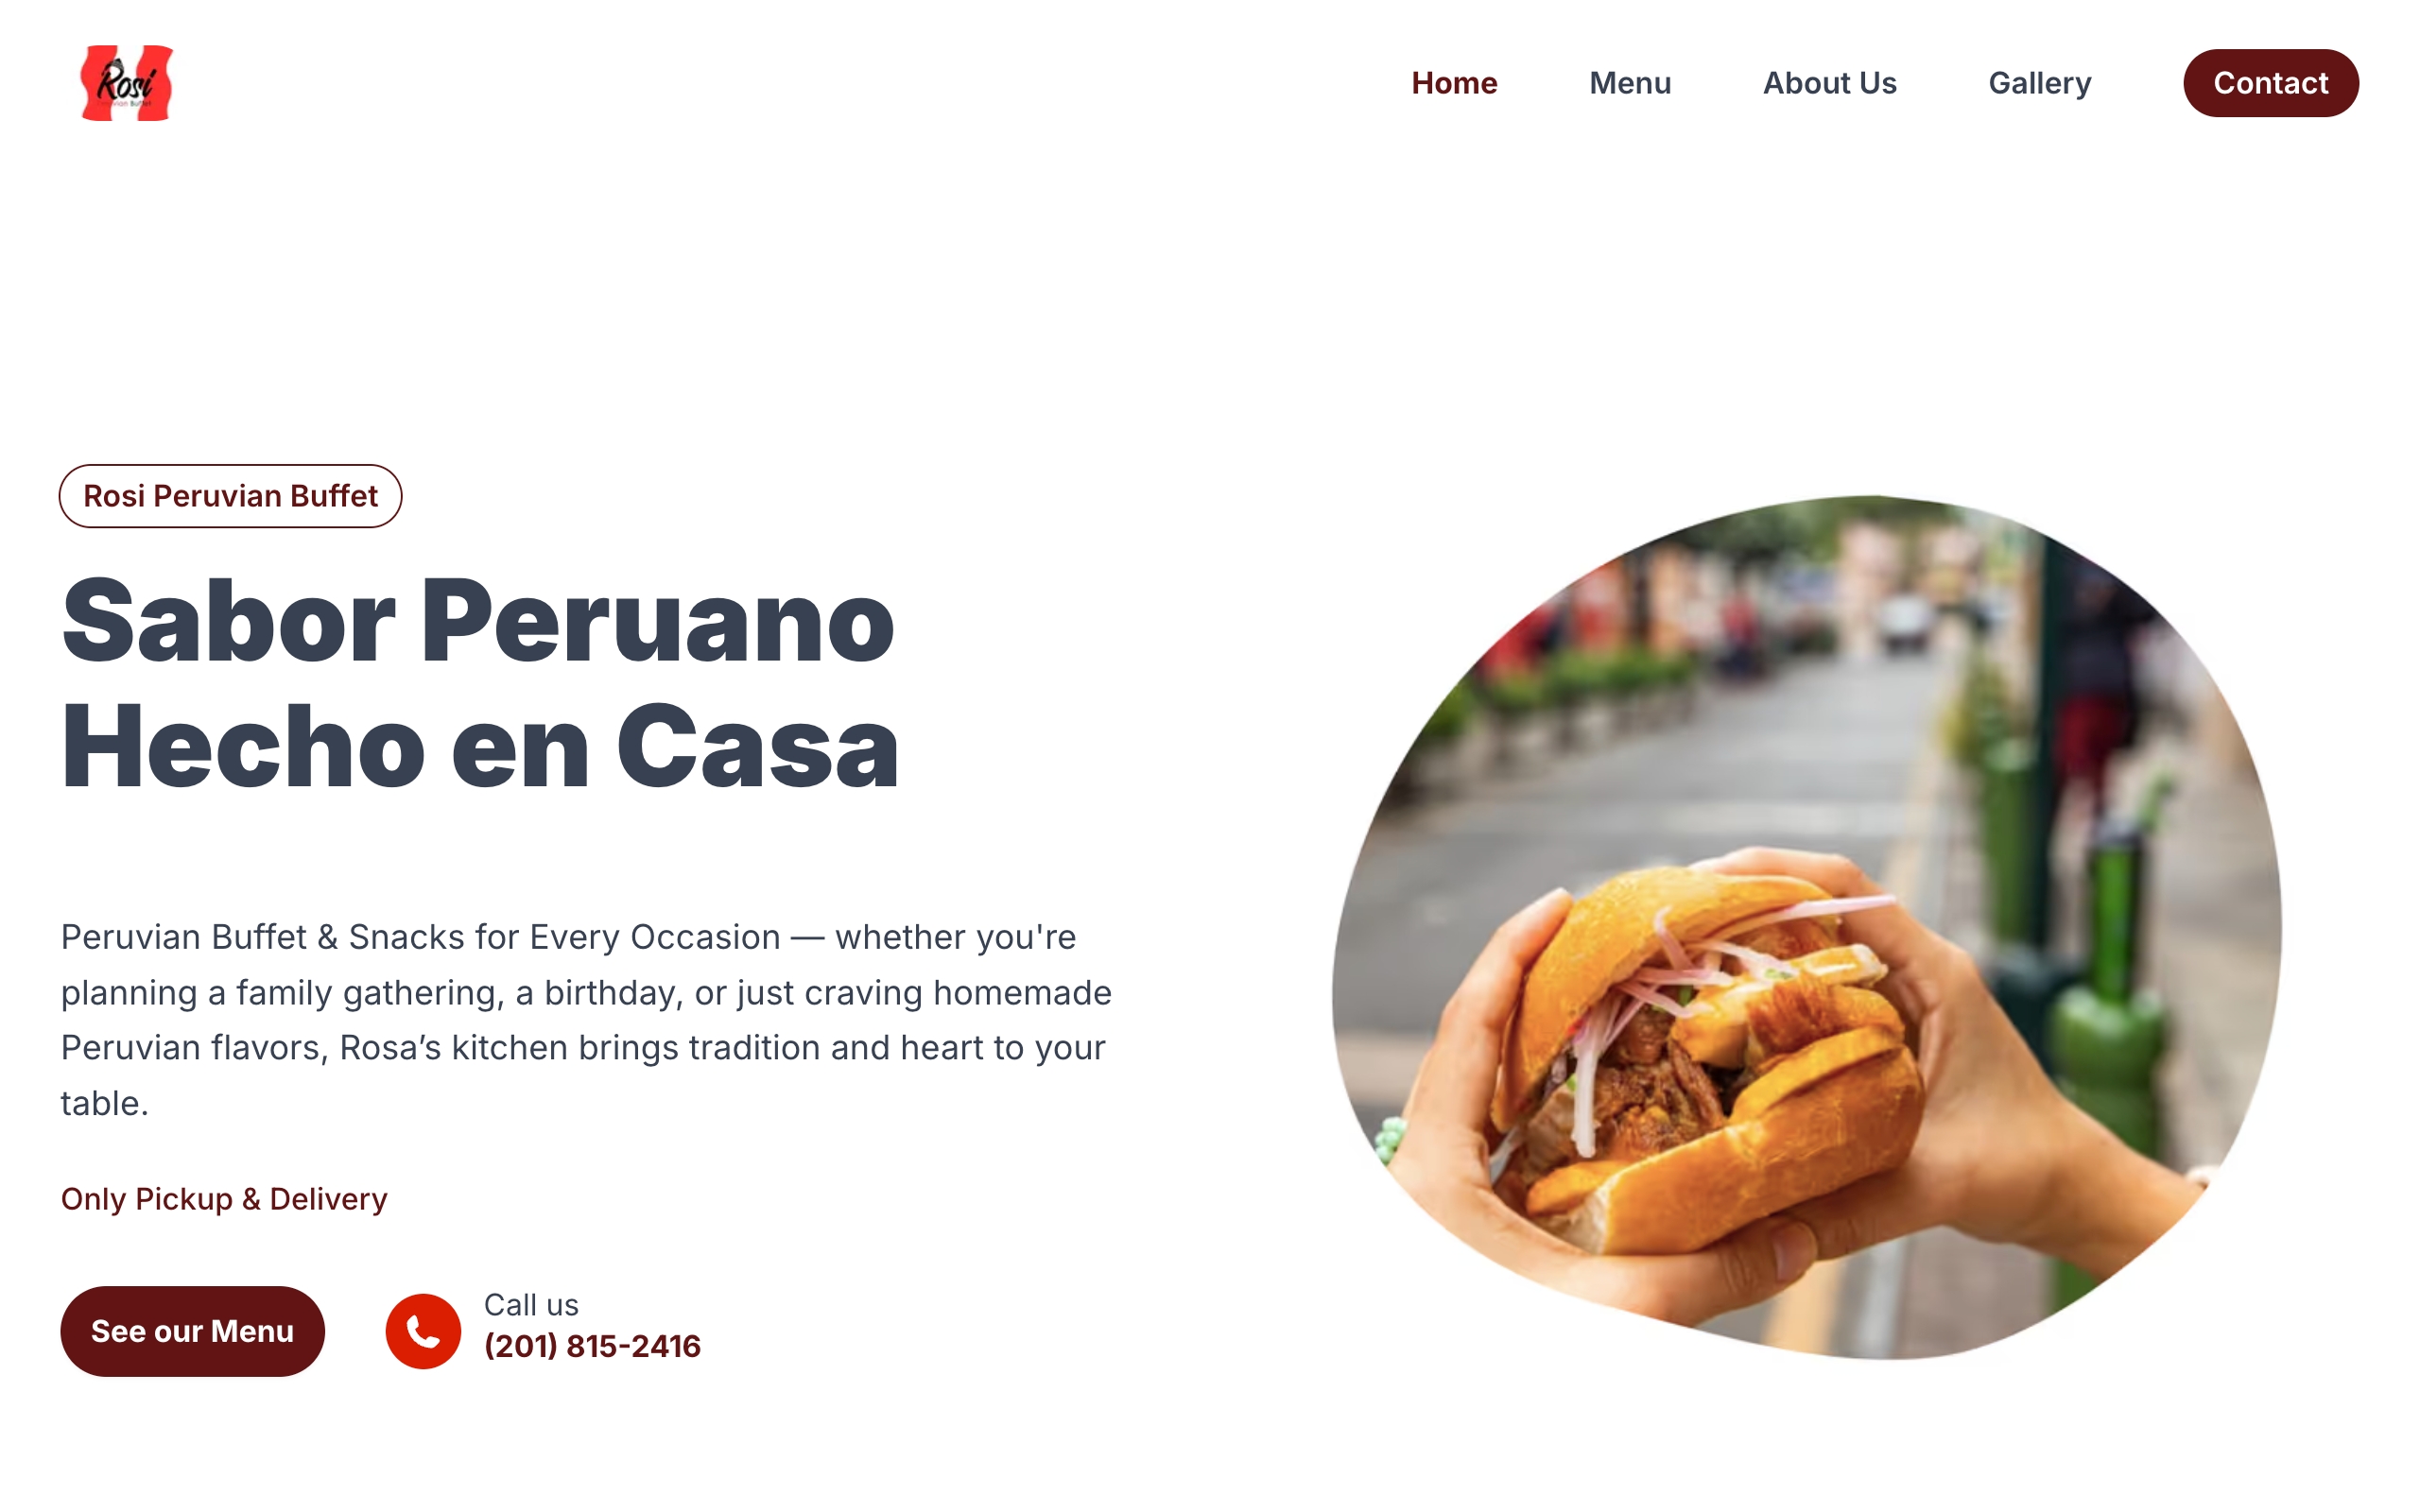 Rosi
Home
Menu
About Us
Gallery
Contact
Rosi Peruvian Buffet
Sabor Peruano
Hecho en Casa
Peruvian Buffet & Snacks for Every Occasion — whether you're
planning a family gathering, a birthday, or just craving homemade
Peruvian flavors, Rosa’s kitchen brings tradition and heart to your
table.
Only Pickup & Delivery
See our Menu
Call us
(201) 815-2416